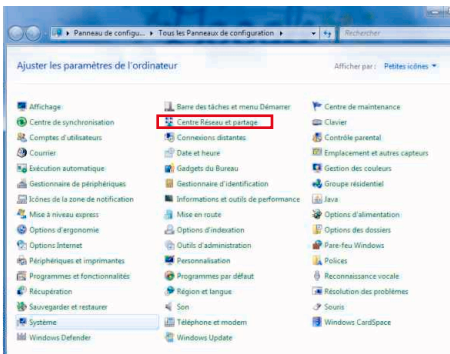 Panneau de configu... ▸ Tous les Panneaux de configuration ▸ Rechercher
Ajuster les paramètres de l'ordinateur Afficher par : Petites icônes
Affichage Barre des tâches et menu Démarrer Centre de maintenance
Centre de synchronisation Centre Réseau et partage Clavier
Comptes d'utilisateurs Connexions distantes Contrôle parental
Courrier Date et heure Emplacement et autres capteurs
Exécution automatique Gadgets du Bureau Gestion des couleurs
Gestionnaire de périphériques Gestionnaire d'identification Groupe résidentiel
Icônes de la zone de notification Informations et outils de performance Java
Mise à niveau express Mise en route Options d'alimentation
Options d'ergonomie Options d'indexation Options des dossiers
Options Internet Outils d'administration Pare-feu Windows
Périphériques et imprimantes Personnalisation Polices
Programmes et fonctionnalités Programmes par défaut Reconnaissance vocale
Récupération Région et langue Résolution des problèmes
Sauvegarder et restaurer Son Souris
Système Téléphone et modem Windows CardSpace
Windows Defender Windows Update